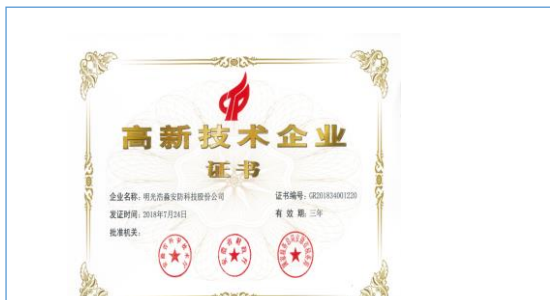 高新技术企业
证书
企业名称：明光浩淼安防科技股份公司
证书编号：GR201834001220
发证时间：2018年7月24日
有 效 期：三年
批准机关：